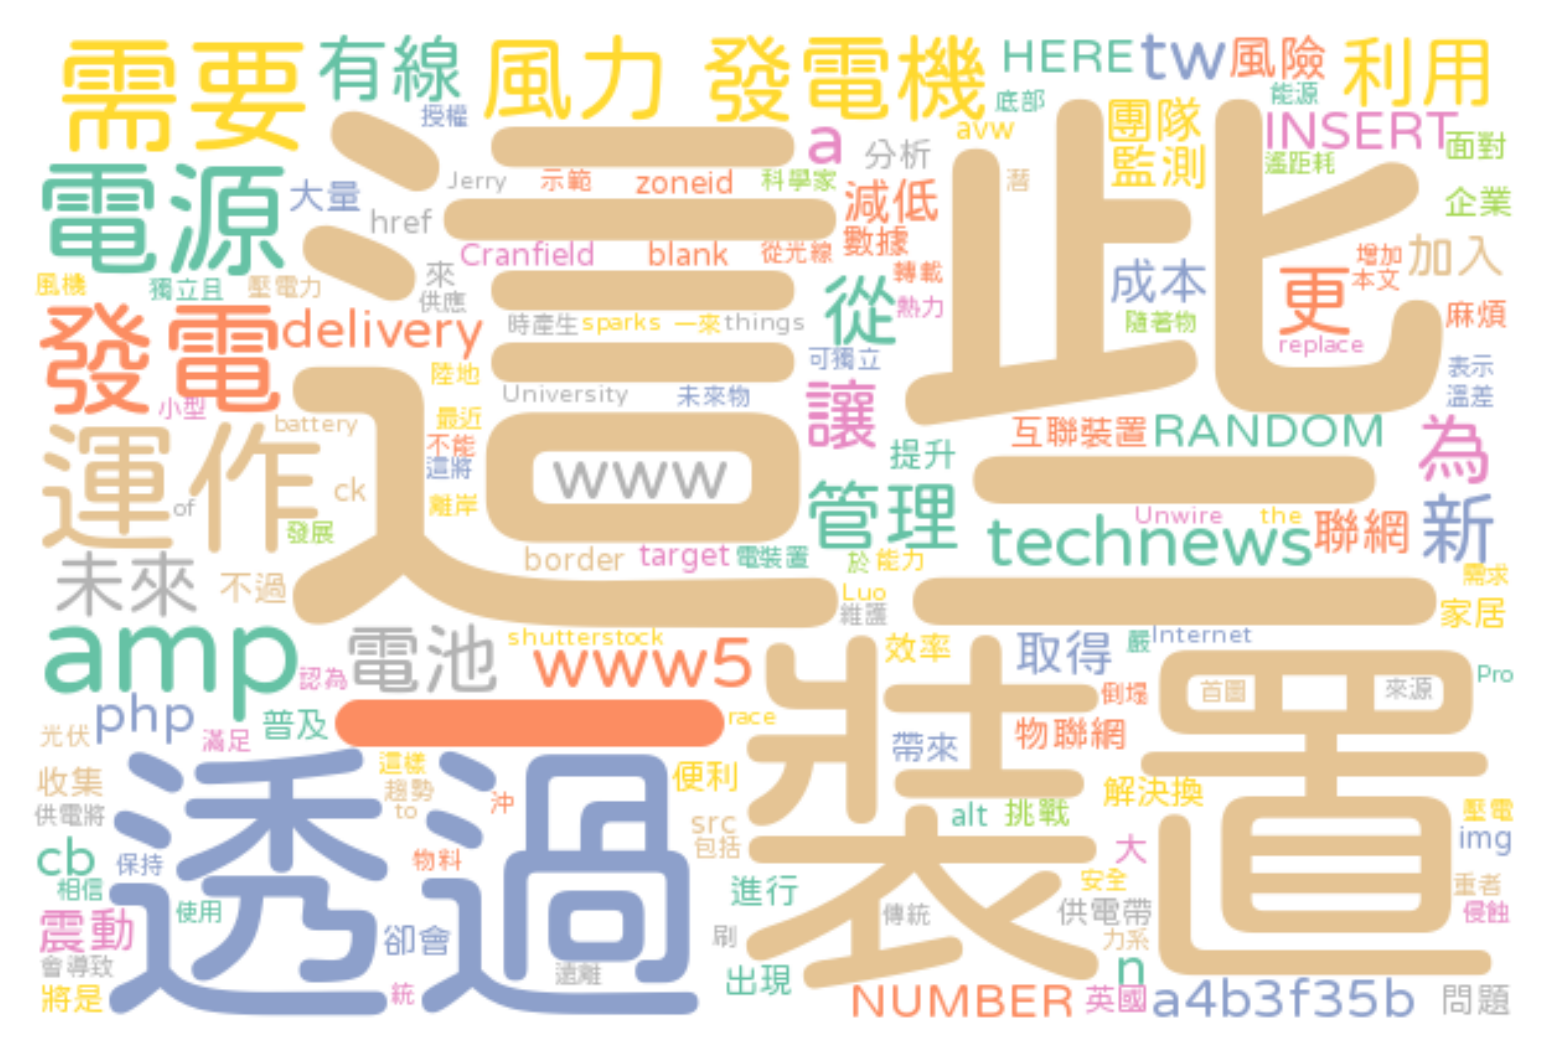 需要 有線 風力 發電機 HERE tw 風險 利用
授權 底部 能源
團隊 INSERT
a 分析 avw 監測 遙距耗 面對
電源 大量 Jerry 示範 zoneid 科學家 減低 企業
href Cranfield blank 從光線 數據 增加 加入
這些
風機 獨立且 壓電力 來 供應 轉載 成本 更 本文
發電 delivery 時產生 sparks 一來 things 從 熱力 隨著物 麻煩
replace
小型 陸地 University 未來物 可獨立 表示
battery 最近 讓 溫差
運作 ck 不能 www 提升 互聯裝置 RANDOM 為
這將
of 離岸 管理 Unwire the 聯網 新
發展 technews
未來 不過 border target 電裝置 於 能力 需求
Luo 維護 家居
amp 電池 shutterstock www5 效率 取得 嚴 Internet
認為 裝置 首圖 來源 Pro
php 普及 race 倒塌
光伏 滿足 帶來 物聯網
收集 這樣 便利 解決換
趨勢
供電將 透過 to 沖 src alt 挑戰 壓電
包括 img
cb 保持 物料 大
相信 進行 安全 重者
使用 傳統 供電帶 侵蝕
震動 卻會 刷 力系
會導致 遠離 出現 n
將是 統 NUMBER 英國 a4b3f35b 問題